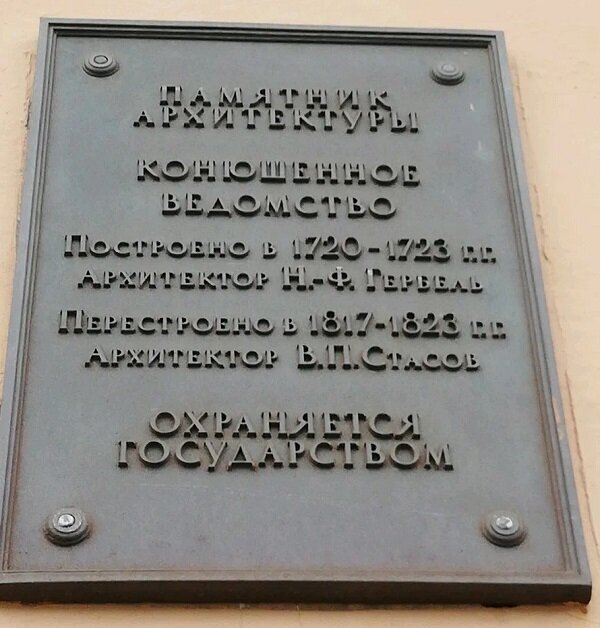 ПАМЯТНИК
АРХИТЕКТУРЫ
КОНЮШЕННОЕ
ВЕДОМСТВО
ПОСТРОЕНО В 1720-1723 Г.Г.
АРХИТЕКТОР Н.-Ф. ГЕРБЕЛЬ
ПЕРЕСТРОЕНО В 1817-1823 Г.Г.
АРХИТЕКТОР В.П.СТАСОВ
ОХРАНЯЕТСЯ
ГОСУДАРСТВОМ